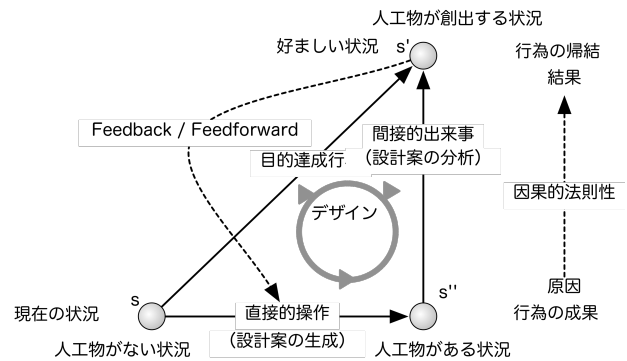 人工物が創出する状況
好ましい状況 s'
行為の帰結
結果
Feedback / Feedforward
間接的出来事
（設計案の分析）
目的達成行
因果的法則性
デザイン
s
s''
原因
現在の状況
直接的操作
行為の成果
（設計案の生成）
人工物がない状況
人工物がある状況